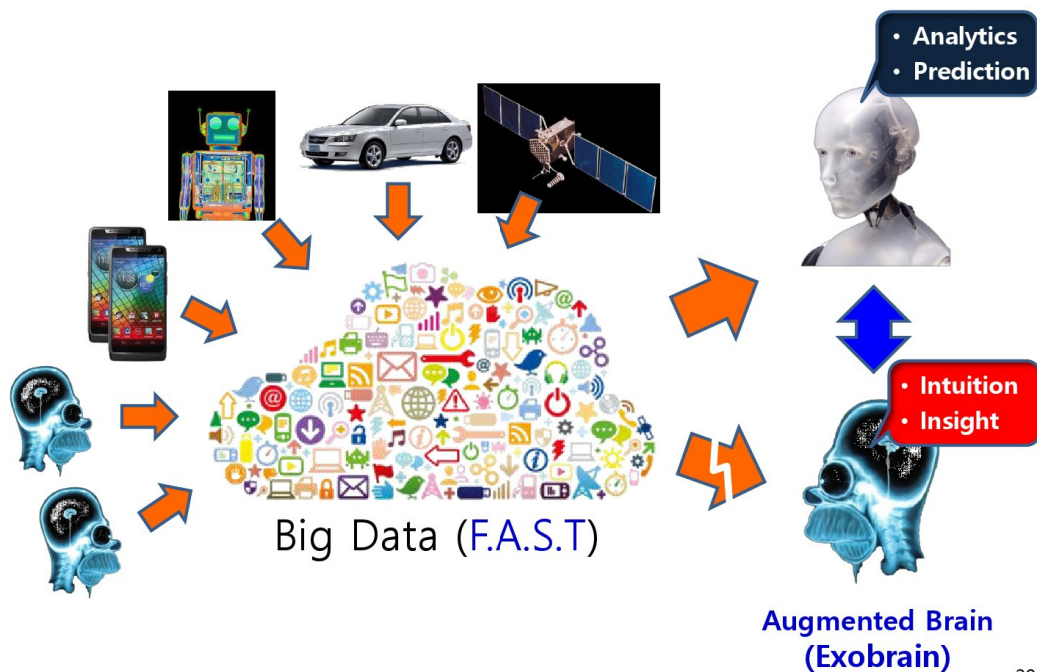 • Analytics
• Prediction
• Intuition
• Insight
Big Data (F.A.S.T)
Augmented Brain
(Exobrain)